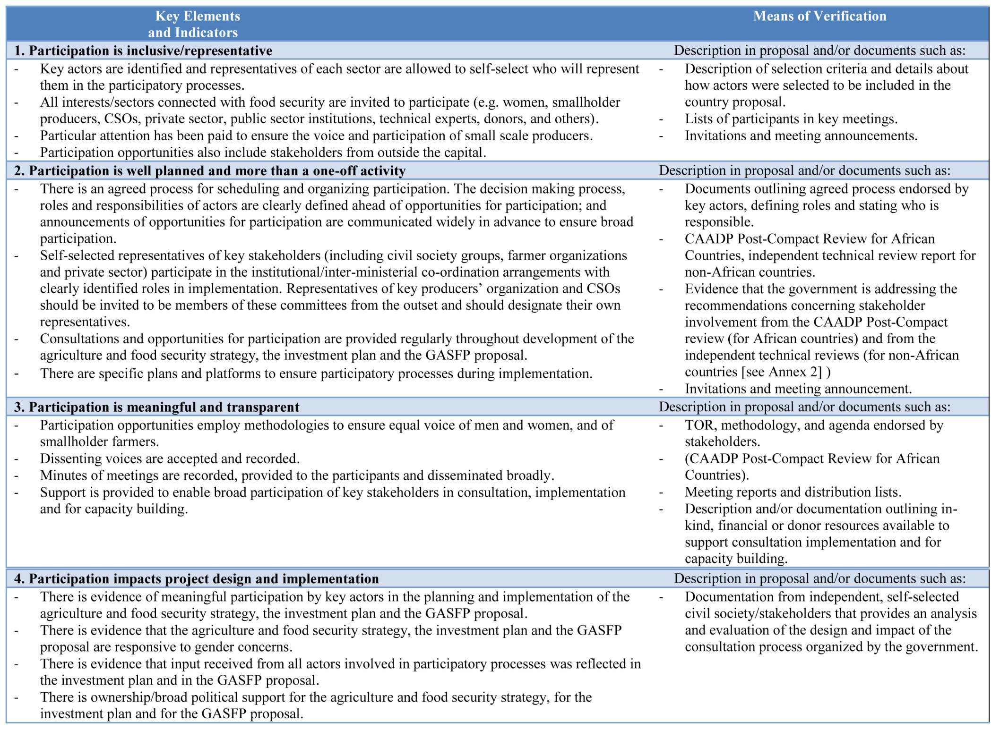 Key Elements
and Indicators
Means of Verification
1. Participation is inclusive/representative
Description in proposal and/or documents such as:
- Key actors are identified and representatives of each sector are allowed to self-select who will represent
them in the participatory processes.
- All interests/sectors connected with food security are invited to participate (e.g. women, smallholder
producers, CSOs, private sector, public sector institutions, technical experts, donors, and others).
- Particular attention has been paid to ensure the voice and participation of small scale producers.
- Participation opportunities also include stakeholders from outside the capital.
- Description of selection criteria and details about
how actors were selected to be included in the
country proposal.
- Lists of participants in key meetings.
- Invitations and meeting announcements.
2. Participation is well planned and more than a one-off activity
Description in proposal and/or documents such as:
- There is an agreed process for scheduling and organizing participation. The decision making process,
roles and responsibilities of actors are clearly defined ahead of opportunities for participation; and
announcements of opportunities for participation are communicated widely in advance to ensure broad
participation.
- Self-selected representatives of key stakeholders (including civil society groups, farmer organizations
and private sector) participate in the institutional/inter-ministerial co-ordination arrangements with
clearly identified roles in implementation. Representatives of key producers’ organization and CSOs
should be invited to be members of these committees from the outset and should designate their own
representatives.
- Consultations and opportunities for participation are provided regularly throughout development of the
agriculture and food security strategy, the investment plan and the GASFP proposal.
- There are specific plans and platforms to ensure participatory processes during implementation.
- Documents outlining agreed process endorsed by
key actors, defining roles and stating who is
responsible.
- CAADP Post-Compact Review for African
Countries, independent technical review report for
non-African countries.
- Evidence that the government is addressing the
recommendations concerning stakeholder
involvement from the CAADP Post-Compact
review (for African countries) and from the
independent technical reviews (for non-African
countries [see Annex 2] )
- Invitations and meeting announcement.
3. Participation is meaningful and transparent
Description in proposal and/or documents such as:
- Participation opportunities employ methodologies to ensure equal voice of men and women, and of
smallholder farmers.
- Dissenting voices are accepted and recorded.
- Minutes of meetings are recorded, provided to the participants and disseminated broadly.
- Support is provided to enable broad participation of key stakeholders in consultation, implementation
and for capacity building.
- TOR, methodology, and agenda endorsed by
stakeholders.
- (CAADP Post-Compact Review for African
Countries).
- Meeting reports and distribution lists.
- Description and/or documentation outlining in-
kind, financial or donor resources available to
support consultation implementation and for
capacity building.
4. Participation impacts project design and implementation
Description in proposal and/or documents such as:
- There is evidence of meaningful participation by key actors in the planning and implementation of the
agriculture and food security strategy, the investment plan and the GASFP proposal.
- There is evidence that the agriculture and food security strategy, the investment plan and the GASFP
proposal are responsive to gender concerns.
- There is evidence that input received from all actors involved in participatory processes was reflected in
the investment plan and in the GASFP proposal.
- There is ownership/broad political support for the agriculture and food security strategy, for the
investment plan and for the GASFP proposal.
- Documentation from independent, self-selected
civil society/stakeholders that provides an analysis
and evaluation of the design and impact of the
consultation process organized by the government.